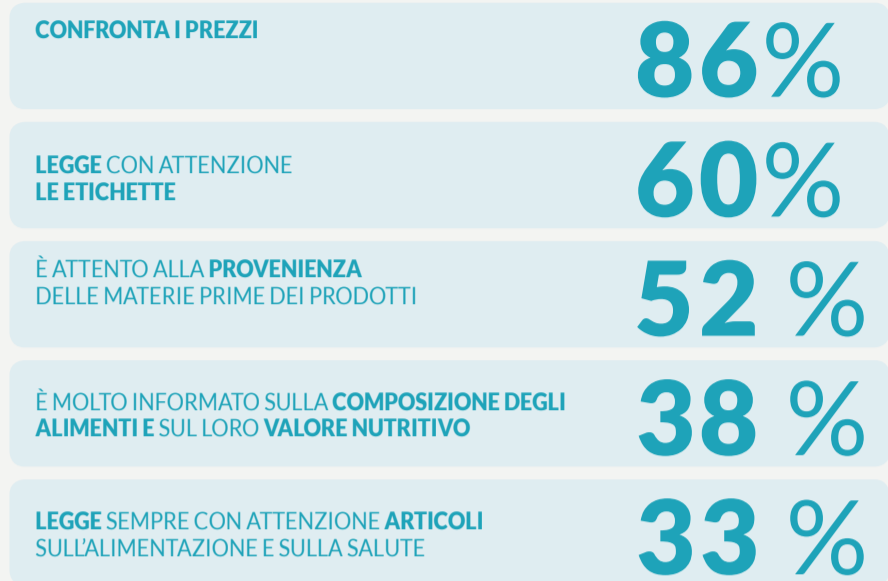 CONFRONTA I PREZZI
86%
LEGGE CON ATTENZIONE
LE ETICHETTE
60%
È ATTENTO ALLA PROVENIENZA
DELLE MATERIE PRIME DEI PRODOTTI
52 %
È MOLTO INFORMATO SULLA COMPOSIZIONE DEGLI
ALIMENTI E SUL LORO VALORE NUTRITIVO
38 %
LEGGE SEMPRE CON ATTENZIONE ARTICOLI
SULL'ALIMENTAZIONE E SULLA SALUTE
33 %